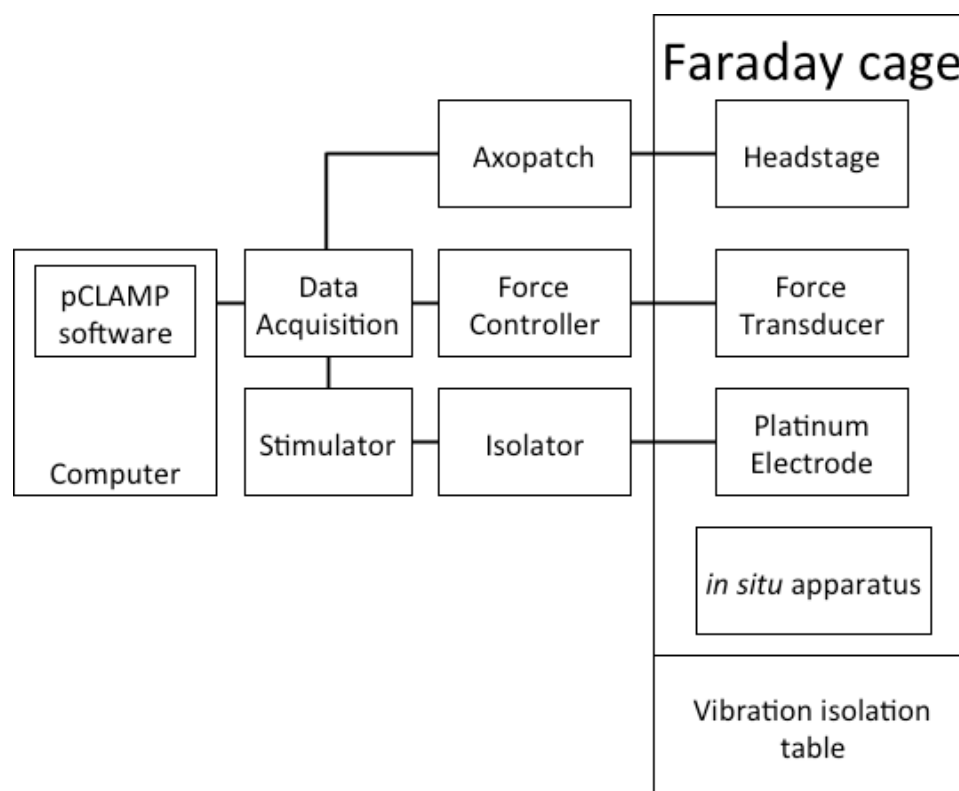 Faraday cage
Axopatch
Headstage
pCLAMP
software
Computer
Data
Acquisition
Force
Controller
Force
Transducer
Stimulator
Isolator
Platinum
Electrode
in situ apparatus
Vibration isolation
table